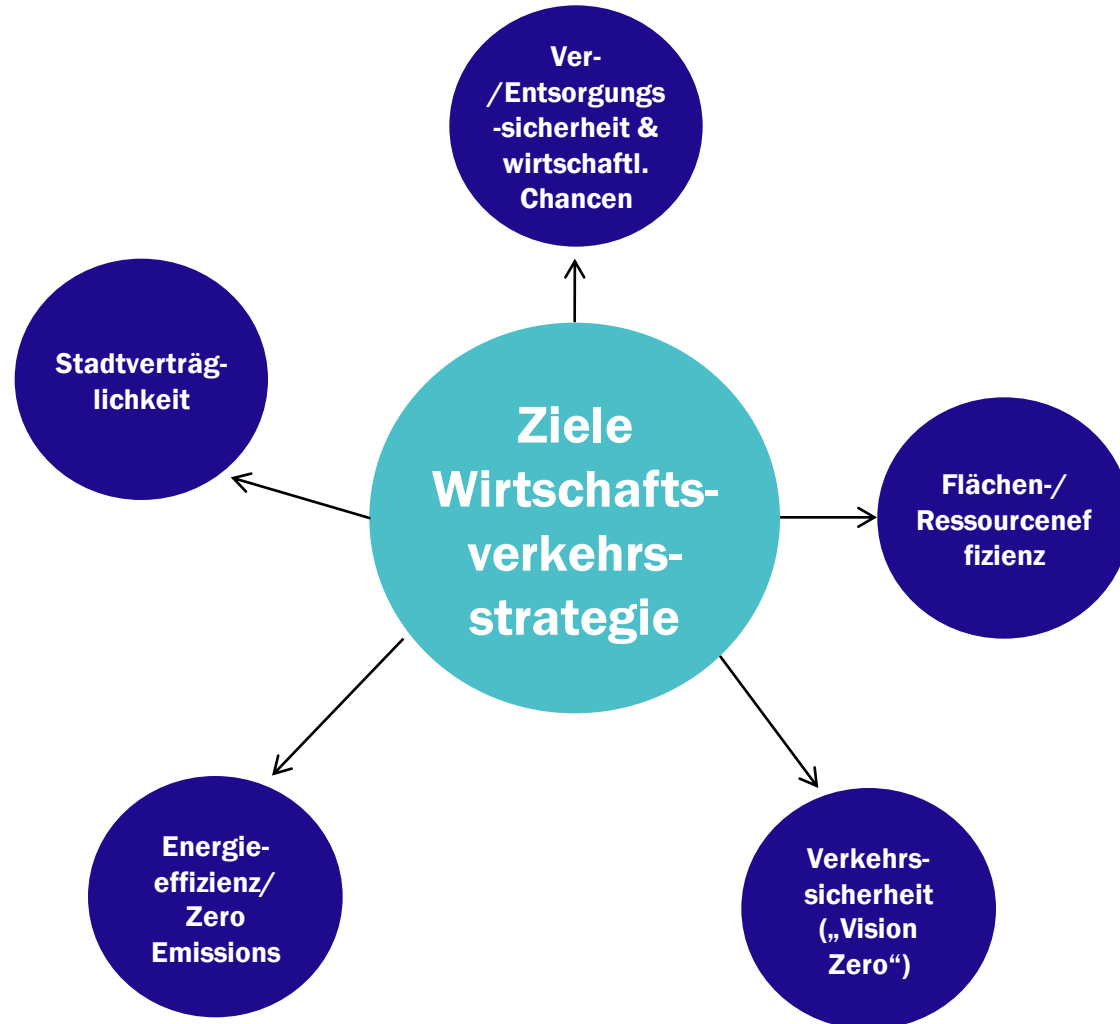 Ver-
/Entsorgungs
-sicherheit &
wirtschaftl.
Chancen
Stadtverträg-
lichkeit
Ziele
Wirtschafts-
verkehrs-
strategie
Flächen-/
Ressourcenef
fizienz
Energie-
effizienz/
Zero
Emissions
Verkehrs-
sicherheit
(„Vision
Zero“)